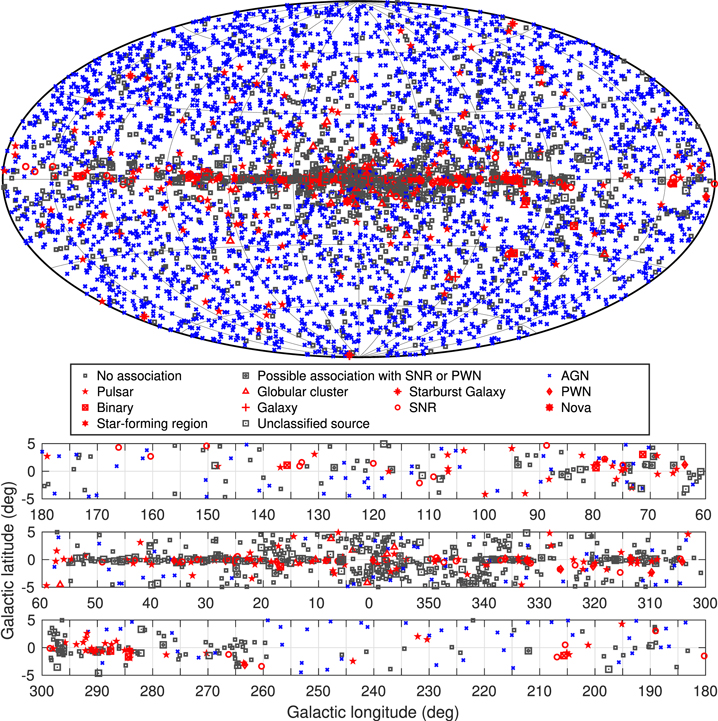 No association Possible association with SNR or PWN AGN
Pulsar Globular cluster Starburst Galaxy PWN
Binary Galaxy SNR Nova
Star-forming region Unclassified source
5
0
-5
180 170 160 150 140 130 120 110 100 90 80 70 60
Galactic latitude (deg)
5
0
-5
60 50 40 30 20 10 0 350 340 330 320 310 300
5
0
-5
300 290 280 270 260 250 240 230 220 210 200 190 180
Galactic longitude (deg)